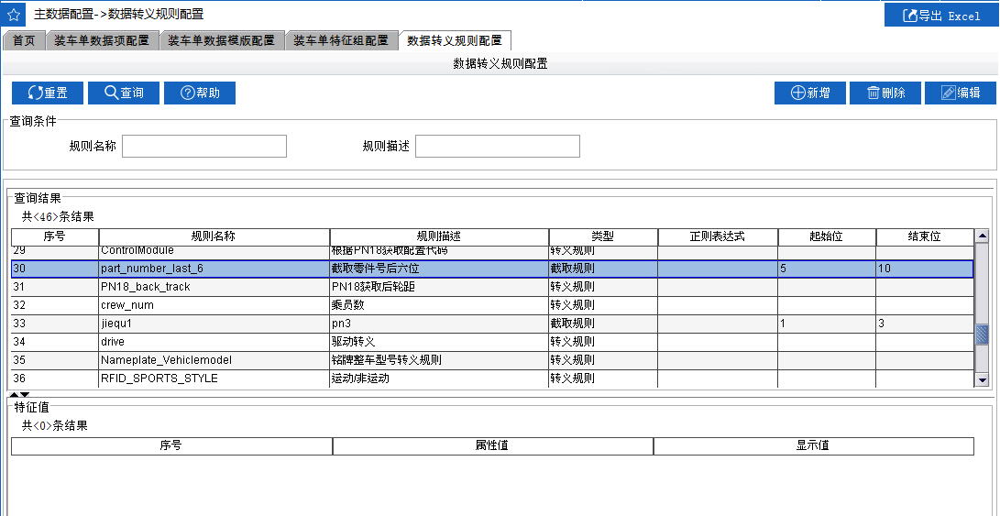 主数据配置->数据转义规则配置
导出 Excel
首页 装车单数据项配置 装车单数据模版配置 装车单特征组配置 数据转义规则配置
数据转义规则配置
重置 查询 帮助 新增 删除 编辑
查询条件
规则名称 规则描述
查询结果
共<46>条结果
序号 规则名称 规则描述 类型 正则表达式 起始位 结束位
29 ControlModule 根据PN18获取配置代码 转义规则
30 part_number_last_6 截取零件号后六位 截取规则 5 10
31 PN18_back_track PN18获取后轮距 转义规则
32 crew_num 乘员数 转义规则
33 jiequ1 pn3 截取规则 1 3
34 drive 驱动转义 转义规则
35 Nameplate_Vehiclemodel 铭牌整车型号转义规则 转义规则
36 RFID_SPORTS_STYLE 运动/非运动 转义规则
特征值
共<0>条结果
序号 属性值 显示值